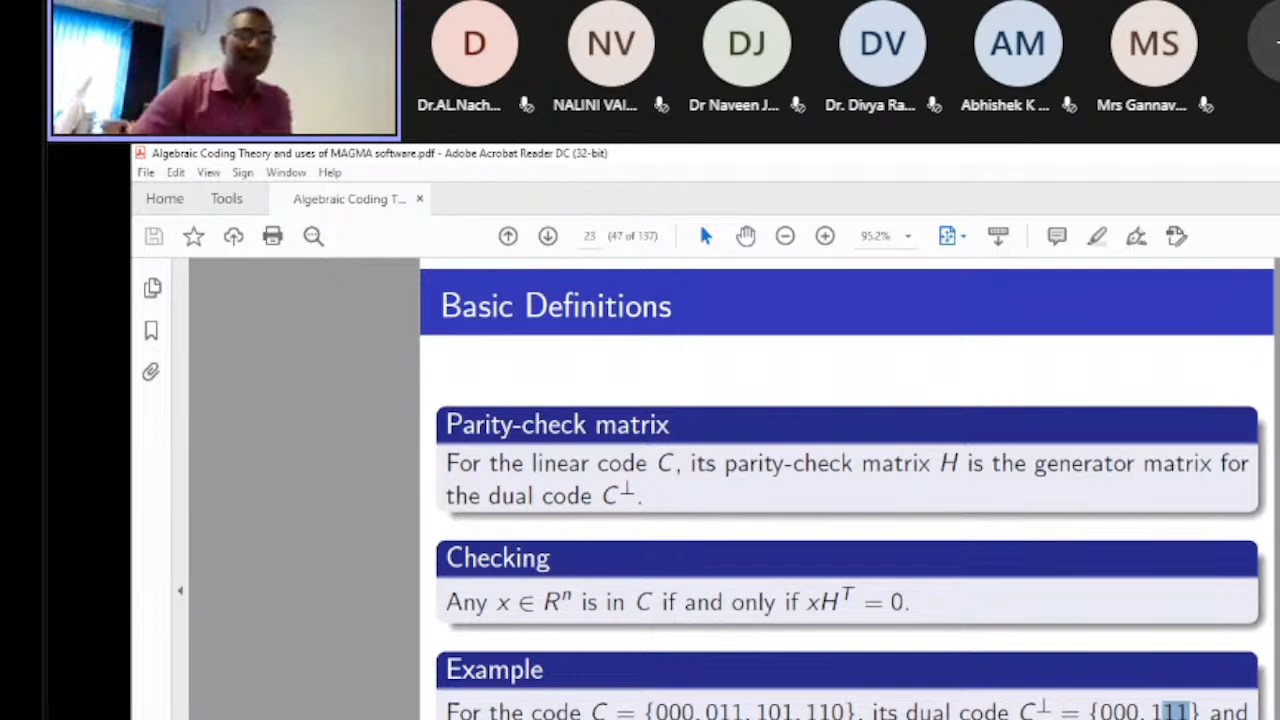 D
NV
DJ
DV
AM
MS
Dr.AL.Nach...
NALINI VAI...
Dr Naveen J...
Dr. Divya Ra...
Abhishek K ...
Mrs Gannav...
Algebraic Coding Theory and uses of MAGMA software.pdf - Adobe Acrobat Reader DC (32-bit)
File Edit View Sign Window Help
Home Tools Algebraic Coding T... ×
23 (47 of 137) 95.2%
Basic Definitions
Parity-check matrix
For the linear code C, its parity-check matrix H is the generator matrix for
the dual code C⊥.
Checking
Any x ∈ Rⁿ is in C if and only if xHᵀ = 0.
Example
For the code C = {000, 011, 101, 110}, its dual code C⊥ = {000, 111} and